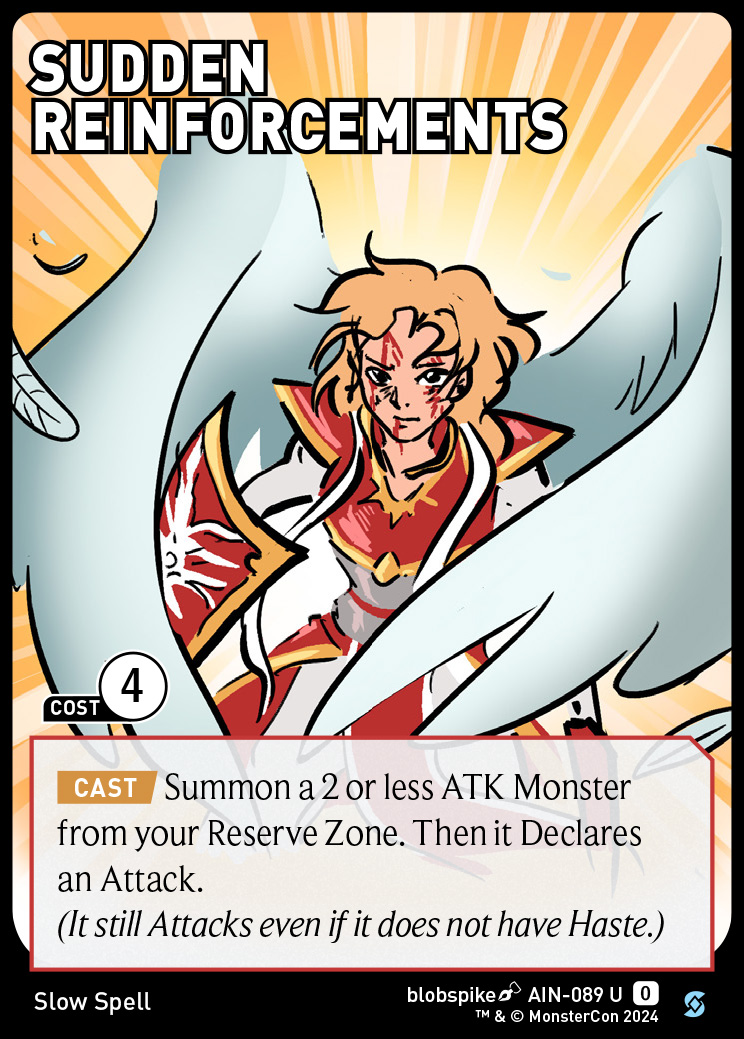 SUDDEN
REINFORCEMENTS
COST 4
CAST Summon a 2 or less ATK Monster
from your Reserve Zone. Then it Declares
an Attack.
(It still Attacks even if it does not have Haste.)
Slow Spell
blobspike AIN-089 U 0
™ & © MonsterCon 2024